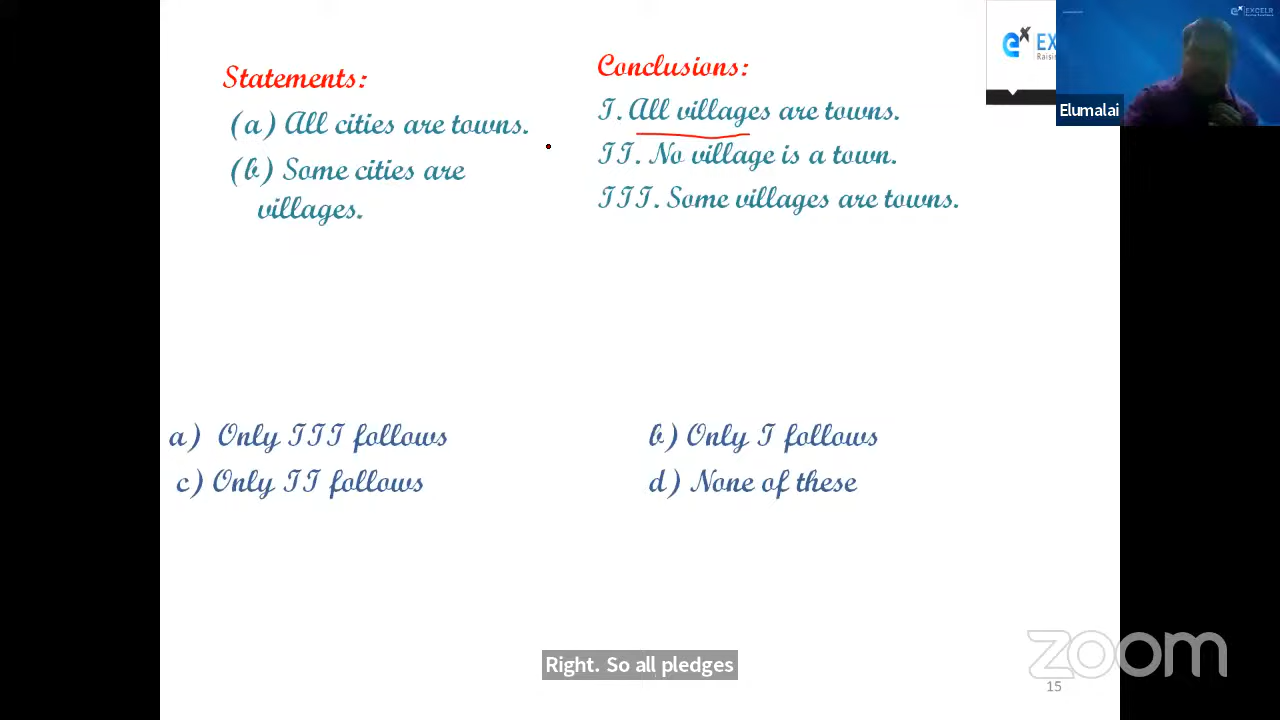 Statements:
(a) All cities are towns.
(b) Some cities are
villages.
Conclusions:
I. All villages are towns.
II. No village is a town.
III. Some villages are towns.
a) Only III follows
b) Only I follows
c) Only II follows
d) None of these
Right. So all pledges
zoom
15
Elumalai
EXCELR